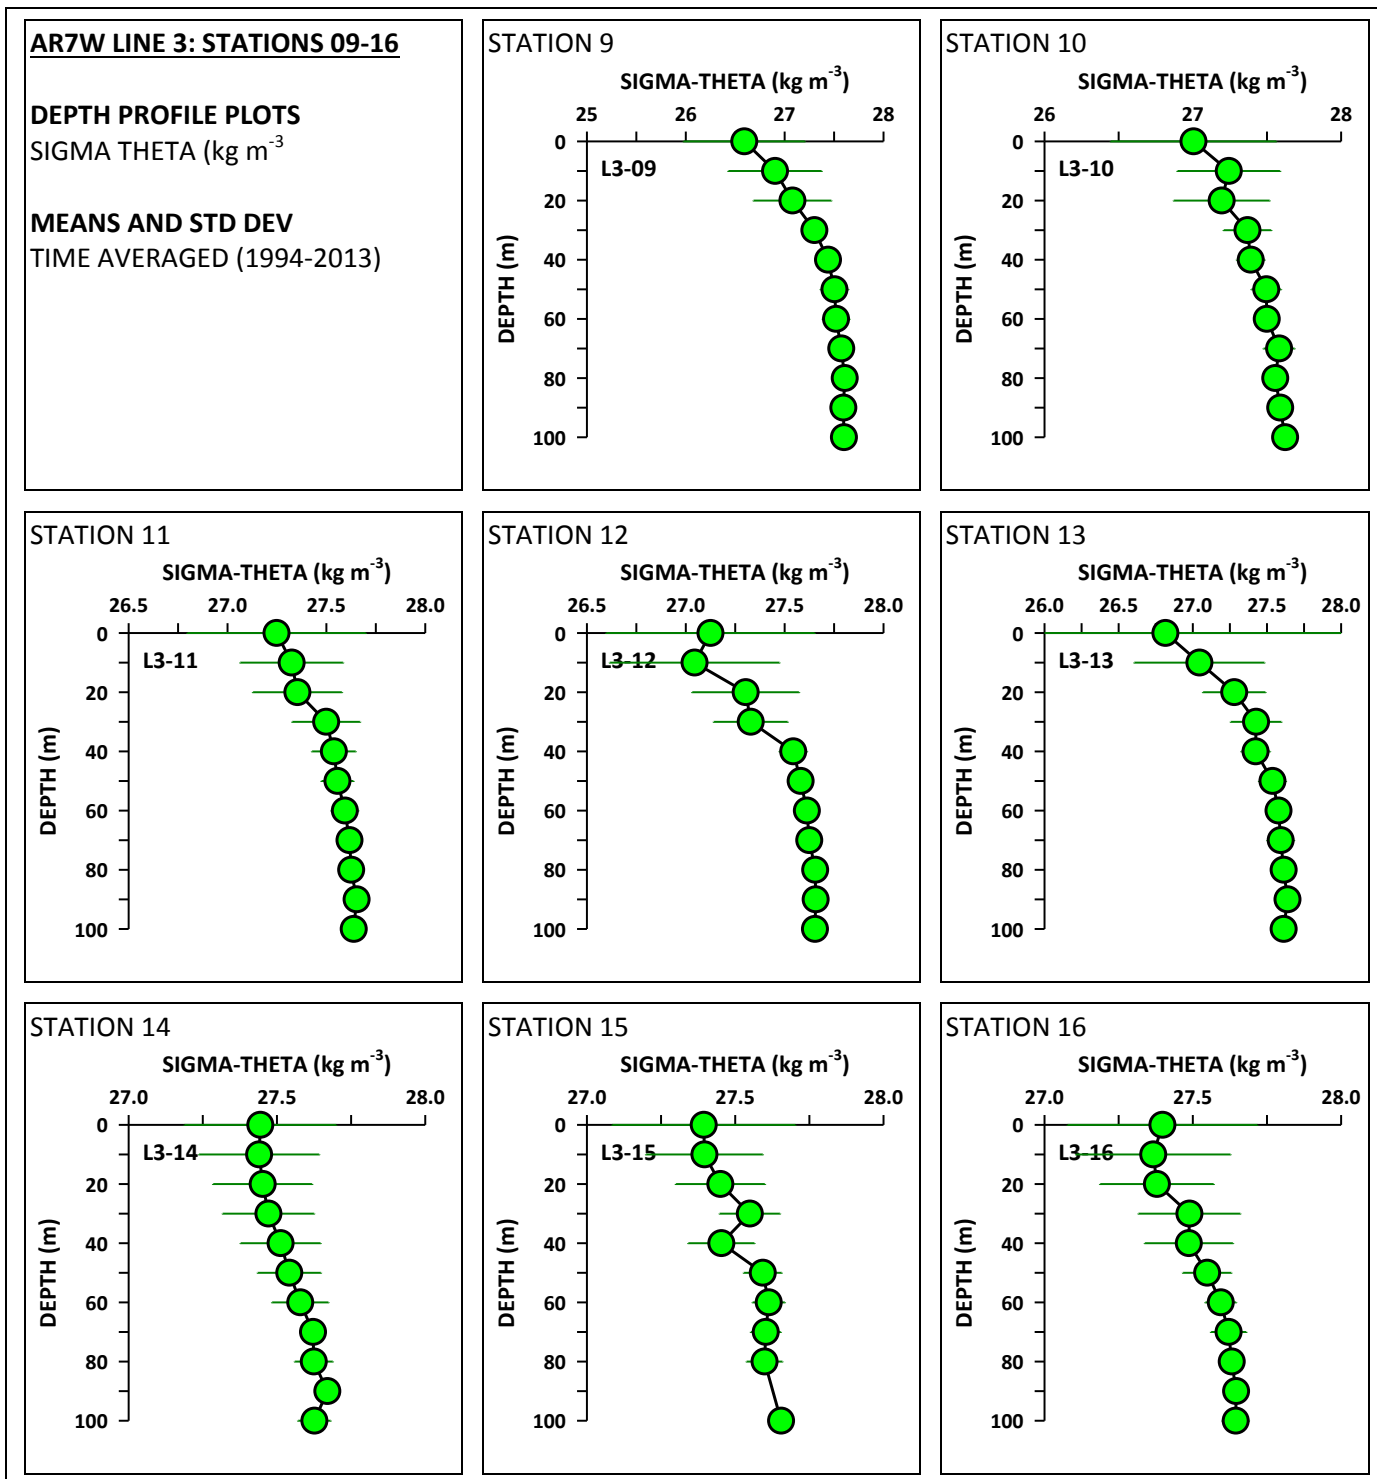 AR7W LINE 3: STATIONS 09-16
DEPTH PROFILE PLOTS
SIGMA THETA (kg m-3
MEANS AND STD DEV
TIME AVERAGED (1994-2013)
STATION 9
SIGMA-THETA (kg m-3)
25 26 27 28
L3-09
DEPTH (m)
0
20
40
60
80
100
STATION 10
SIGMA-THETA (kg m-3)
26 27 28
L3-10
DEPTH (m)
0
20
40
60
80
100
STATION 11
SIGMA-THETA (kg m-3)
26.5 27.0 27.5 28.0
L3-11
DEPTH (m)
0
20
40
60
80
100
STATION 12
SIGMA-THETA (kg m-3)
26.5 27.0 27.5 28.0
L3-12
DEPTH (m)
0
20
40
60
80
100
STATION 13
SIGMA-THETA (kg m-3)
26.0 26.5 27.0 27.5 28.0
L3-13
DEPTH (m)
0
20
40
60
80
100
STATION 14
SIGMA-THETA (kg m-3)
27.0 27.5 28.0
L3-14
DEPTH (m)
0
20
40
60
80
100
STATION 15
SIGMA-THETA (kg m-3)
27.0 27.5 28.0
L3-15
DEPTH (m)
0
20
40
60
80
100
STATION 16
SIGMA-THETA (kg m-3)
27.0 27.5 28.0
L3-16
DEPTH (m)
0
20
40
60
80
100